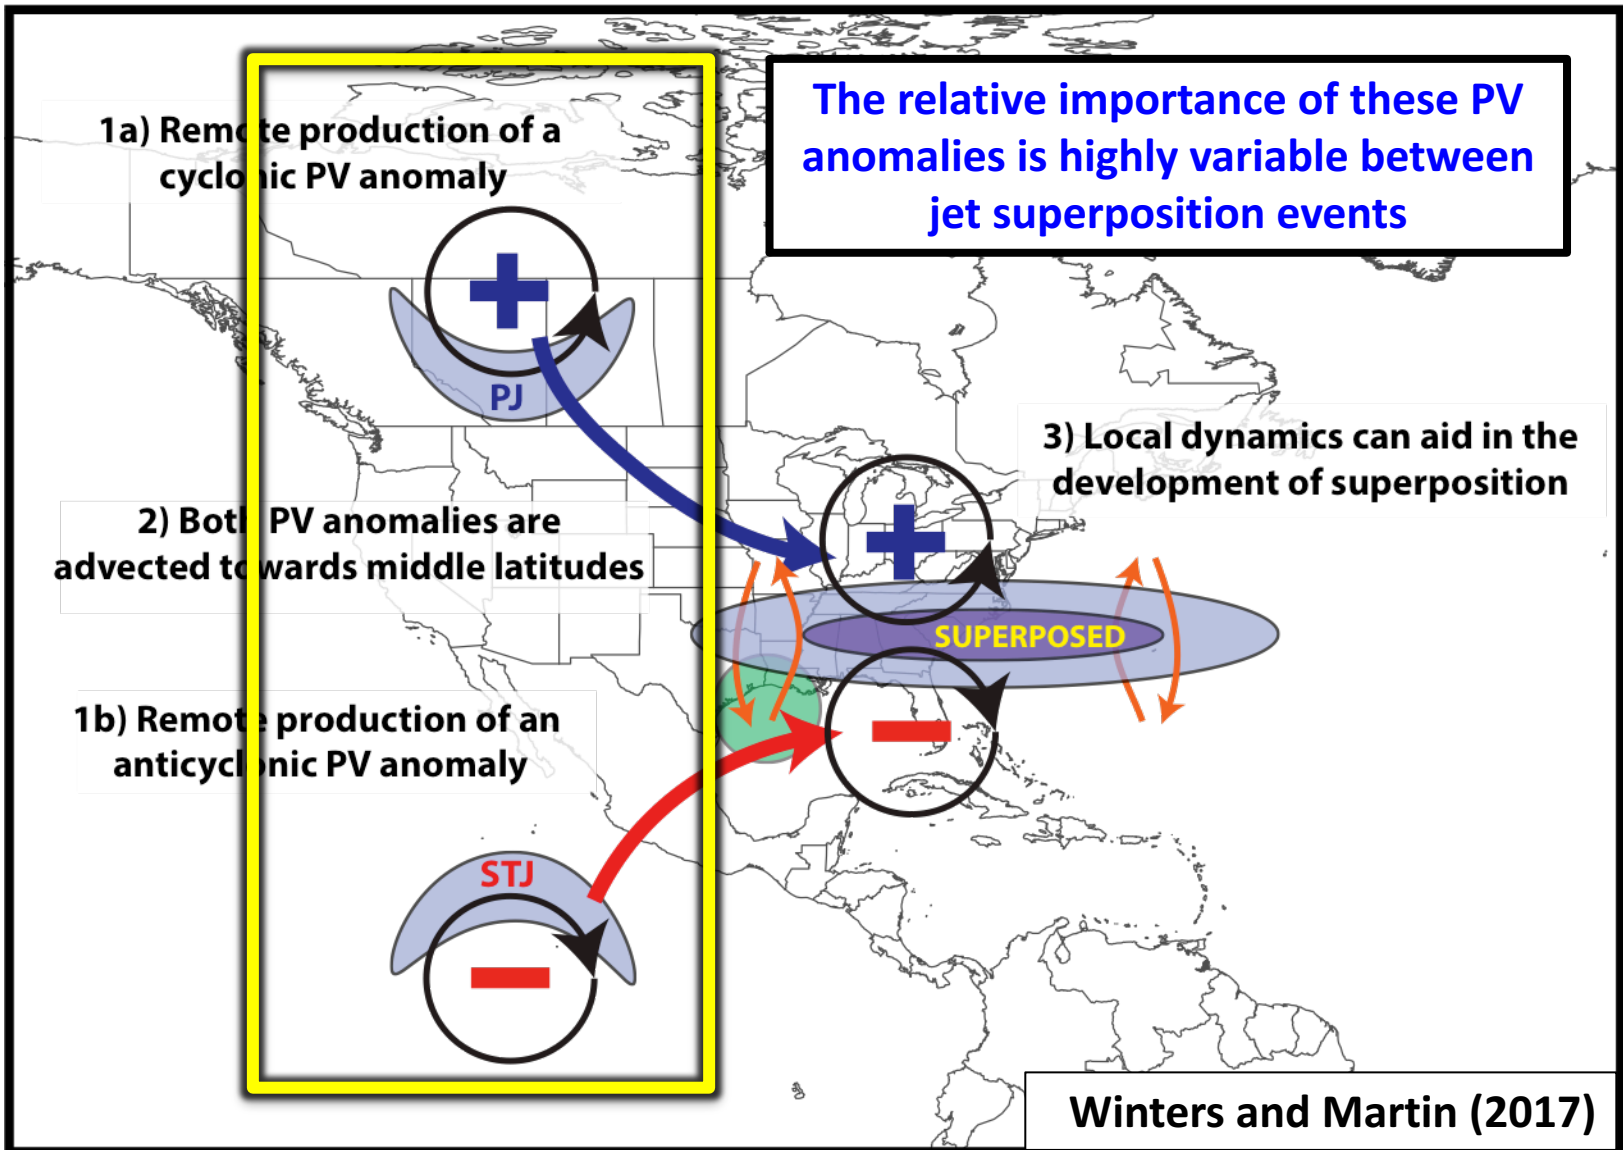 1a) Remote production of a
cyclonic PV anomaly
The relative importance of these PV
anomalies is highly variable between
jet superposition events
PJ
3) Local dynamics can aid in the
development of superposition
2) Both PV anomalies are
advected towards middle latitudes
SUPERPOSED
1b) Remote production of an
anticyclonic PV anomaly
STJ
Winters and Martin (2017)